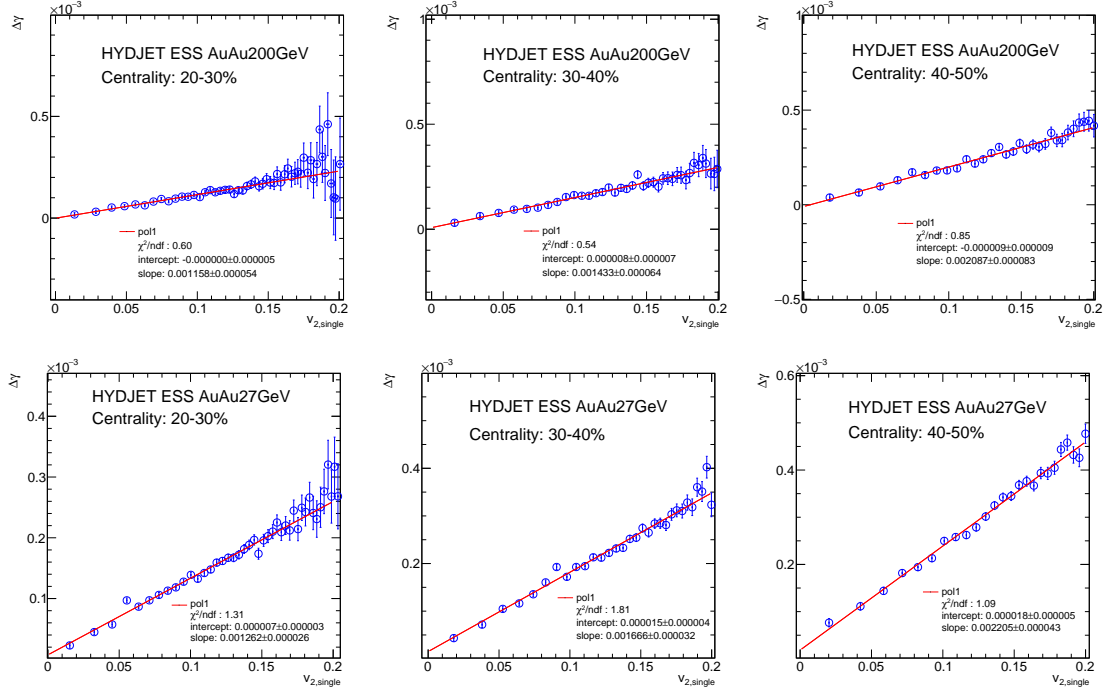 ×10⁻³
Δγ
HYDJET ESS AuAu200GeV
Centrality: 20-30%
0.5
0
pol1
χ²/ndf : 0.60
intercept: -0.000000±0.000005
slope: 0.001158±0.000054
0 0.05 0.1 0.15 0.2
v2,single
×10⁻³
Δγ
1
HYDJET ESS AuAu200GeV
Centrality: 30-40%
0.5
0
pol1
χ²/ndf : 0.54
intercept: 0.000008±0.000007
slope: 0.001433±0.000064
0 0.05 0.1 0.15 0.2
v2,single
×10⁻³
Δγ
1
HYDJET ESS AuAu200GeV
Centrality: 40-50%
0.5
0
−0.5
pol1
χ²/ndf : 0.85
intercept: -0.000009±0.000009
slope: 0.002087±0.000083
0 0.05 0.1 0.15 0.2
v2,single
×10⁻³
Δγ
HYDJET ESS AuAu27GeV
Centrality: 20-30%
0.4
0.3
0.2
0.1
pol1
χ²/ndf : 1.31
intercept: 0.000007±0.000003
slope: 0.001262±0.000026
0 0.05 0.1 0.15 0.2
v2,single
×10⁻³
Δγ
HYDJET ESS AuAu27GeV
Centrality: 30-40%
0.4
0.2
0
pol1
χ²/ndf : 1.81
intercept: 0.000015±0.000004
slope: 0.001666±0.000032
0 0.05 0.1 0.15 0.2
v2,single
×10⁻³
Δγ
0.6
HYDJET ESS AuAu27GeV
Centrality: 40-50%
0.4
0.2
0
pol1
χ²/ndf : 1.09
intercept: 0.000018±0.000005
slope: 0.002205±0.000043
0 0.05 0.1 0.15 0.2
v2,single